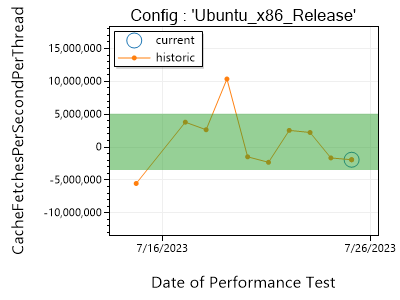 Config : 'Ubuntu_x86_Release'
current
historic
15,000,000
10,000,000
5,000,000
0
-5,000,000
-10,000,000
CacheFetchesPerSecondPerThread
7/16/2023
7/26/2023
Date of Performance Test